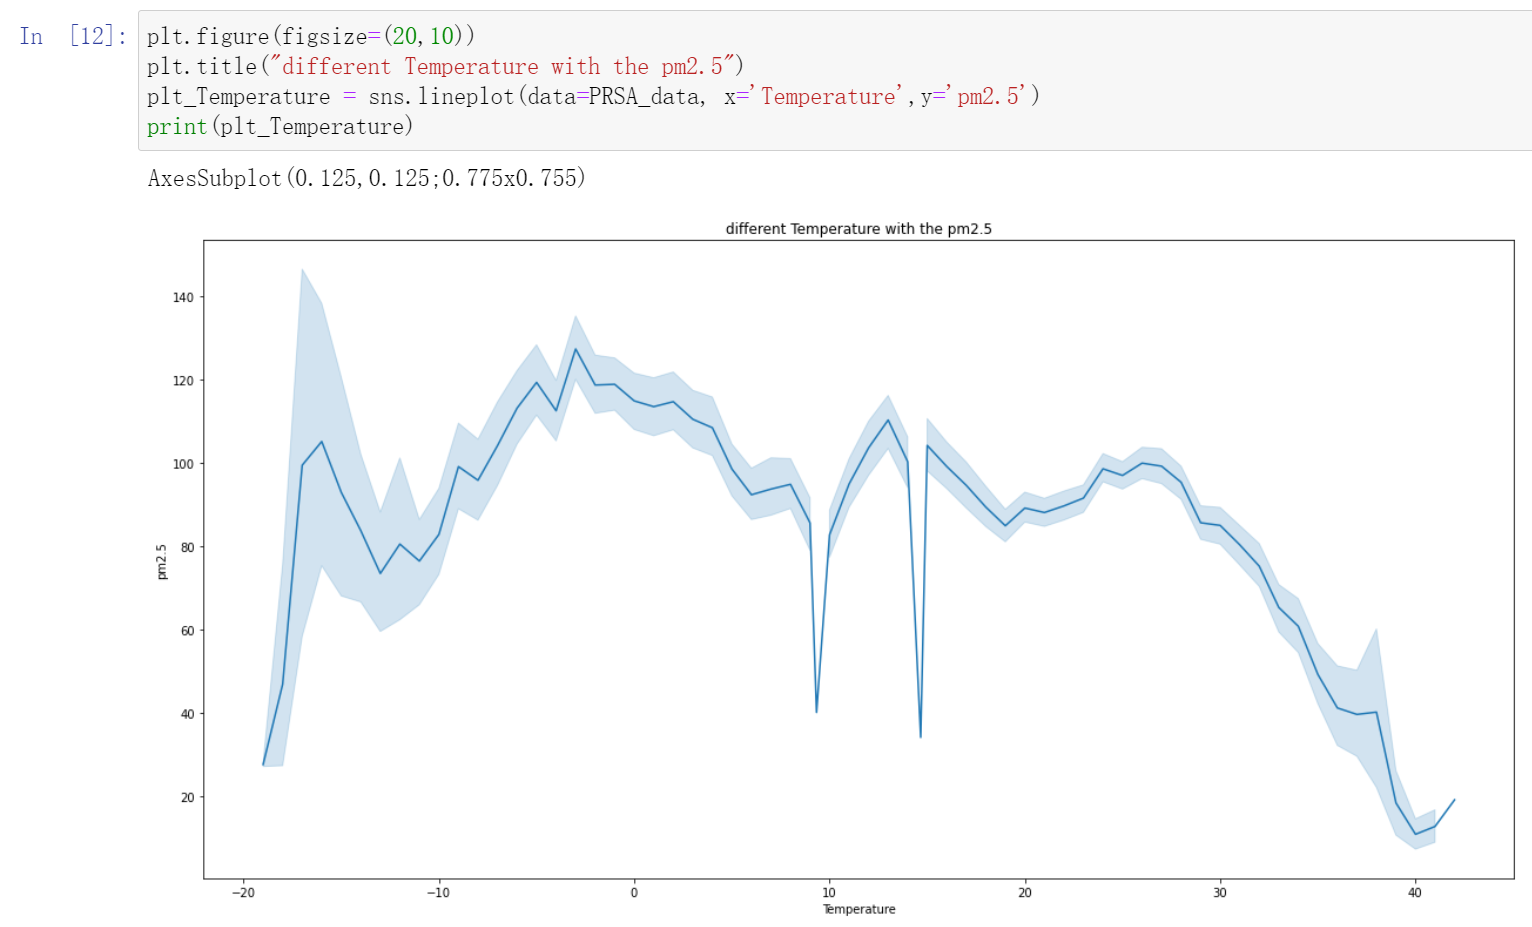 In [12]:
plt.figure(figsize=(20,10))
plt.title("different Temperature with the pm2.5")
plt_Temperature = sns.lineplot(data=PRSA_data, x='Temperature',y='pm2.5')
print(plt_Temperature)
AxesSubplot(0.125,0.125;0.775x0.755)
different Temperature with the pm2.5
140
120
100
80
60
40
20
pm2.5
−20 −10 0 10 20 30 40
Temperature